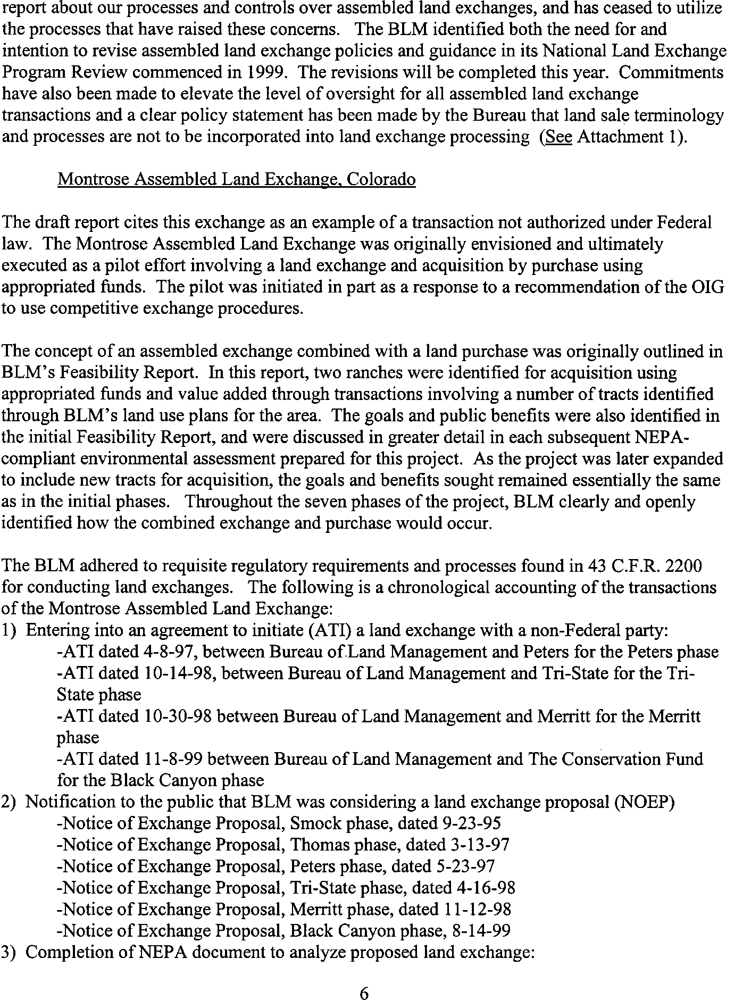 report about our processes and controls over assembled land exchanges, and has ceased to utilize
the processes that have raised these concerns. The BLM identified both the need for and
intention to revise assembled land exchange policies and guidance in its National Land Exchange
Program Review commenced in 1999. The revisions will be completed this year. Commitments
have also been made to elevate the level of oversight for all assembled land exchange
transactions and a clear policy statement has been made by the Bureau that land sale terminology
and processes are not to be incorporated into land exchange processing (See Attachment 1).
Montrose Assembled Land Exchange, Colorado
The draft report cites this exchange as an example of a transaction not authorized under Federal
law. The Montrose Assembled Land Exchange was originally envisioned and ultimately
executed as a pilot effort involving a land exchange and acquisition by purchase using
appropriated funds. The pilot was initiated in part as a response to a recommendation of the OIG
to use competitive exchange procedures.
The concept of an assembled exchange combined with a land purchase was originally outlined in
BLM's Feasibility Report. In this report, two ranches were identified for acquisition using
appropriated funds and value added through transactions involving a number of tracts identified
through BLM's land use plans for the area. The goals and public benefits were also identified in
the initial Feasibility Report, and were discussed in greater detail in each subsequent NEPA-
compliant environmental assessment prepared for this project. As the project was later expanded
to include new tracts for acquisition, the goals and benefits sought remained essentially the same
as in the initial phases. Throughout the seven phases of the project, BLM clearly and openly
identified how the combined exchange and purchase would occur.
The BLM adhered to requisite regulatory requirements and processes found in 43 C.F.R. 2200
for conducting land exchanges. The following is a chronological accounting of the transactions
of the Montrose Assembled Land Exchange:
1) Entering into an agreement to initiate (ATI) a land exchange with a non-Federal party:
-ATI dated 4-8-97, between Bureau of Land Management and Peters for the Peters phase
-ATI dated 10-14-98, between Bureau of Land Management and Tri-State for the Tri-
State phase
-ATI dated 10-30-98 between Bureau of Land Management and Merritt for the Merritt
phase
-ATI dated 11-8-99 between Bureau of Land Management and The Conservation Fund
for the Black Canyon phase
2) Notification to the public that BLM was considering a land exchange proposal (NOEP)
-Notice of Exchange Proposal, Smock phase, dated 9-23-95
-Notice of Exchange Proposal, Thomas phase, dated 3-13-97
-Notice of Exchange Proposal, Peters phase, dated 5-23-97
-Notice of Exchange Proposal, Tri-State phase, dated 4-16-98
-Notice of Exchange Proposal, Merritt phase, dated 11-12-98
-Notice of Exchange Proposal, Black Canyon phase, 8-14-99
3) Completion of NEPA document to analyze proposed land exchange:
6